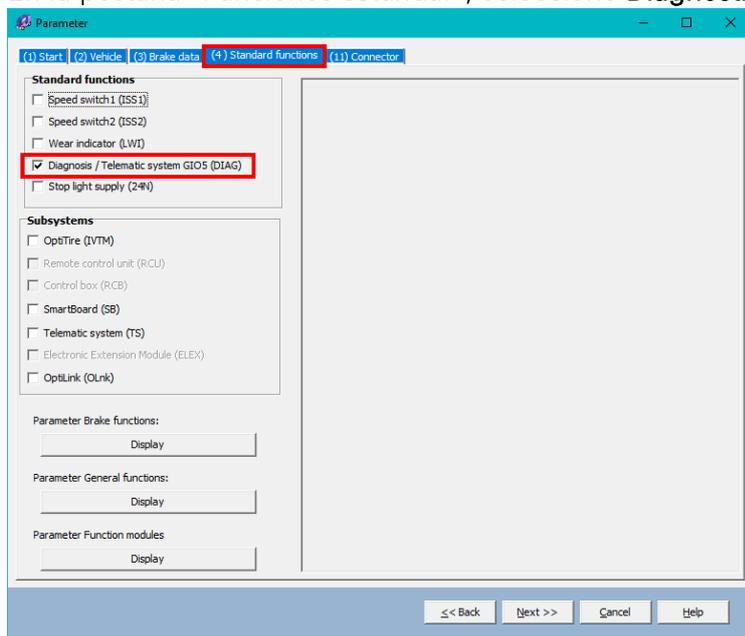 Parameter
(1) Start (2) Vehicle (3) Brake data (4) Standard functions (11) Connector
Standard functions
Speed switch1 (ISS1)
Speed switch2 (ISS2)
Wear indicator (LWI)
Diagnosis / Telematic system GIO5 (DIAG)
Stop light supply (24N)
Subsystems
OptiTire (IVTM)
Remote control unit (RCU)
Control box (RCB)
SmartBoard (SB)
Telematic system (TS)
Electronic Extension Module (ELEX)
OptiLink (OLnk)
Parameter Brake functions:
Display
Parameter General functions:
Display
Parameter Function modules
Display
<< Back Next >> Cancel Help